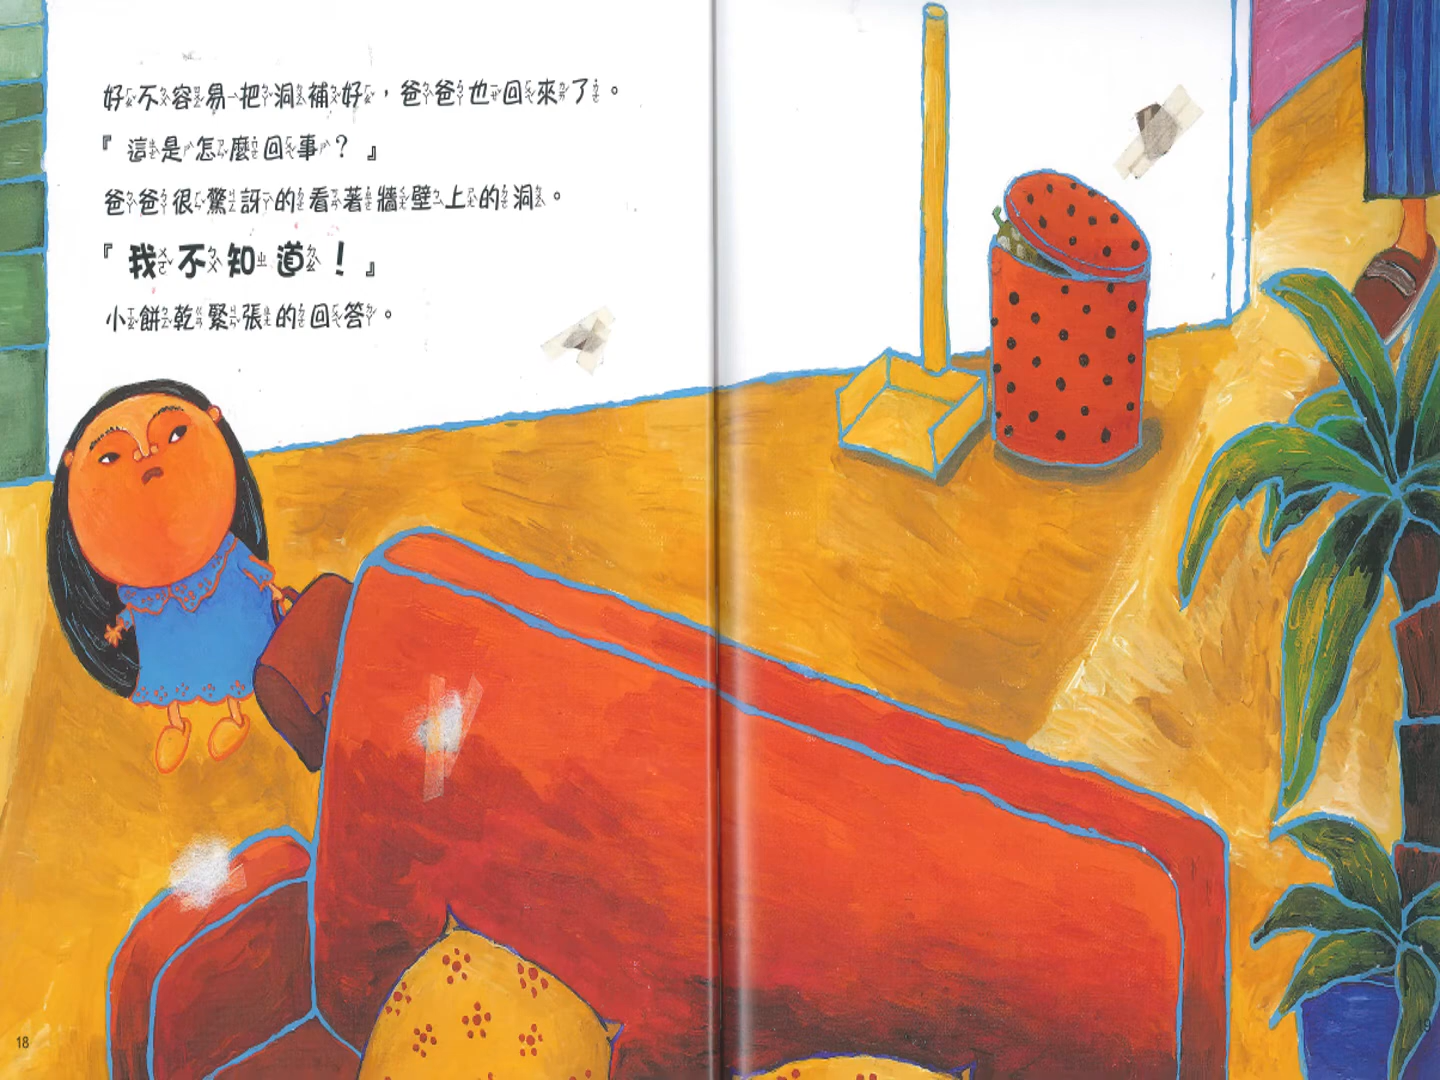 好不容易把洞補好，爸爸也回來了。
『這是怎麼回事？』
爸爸很驚訝的看著牆壁上的洞。
『我不知道！』
小餅乾緊張的回答。
18
19